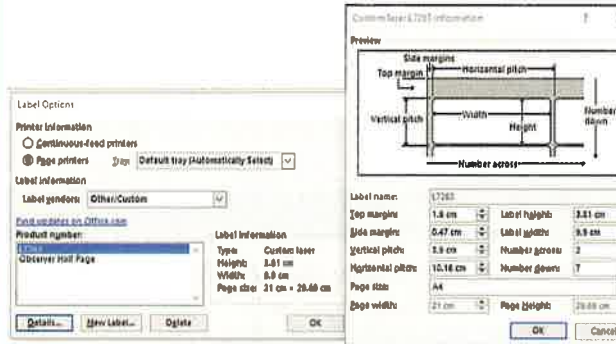 Label Options
Printer information
Continuous-feed printers
Page printers Tray: Default tray (Automatically Select)
Label information
Label vendors: Other/Custom
Find updates on Office.com
Product number:
Observer Half Page
Label information
Type: Custom laser
Height: 3.81 cm
Width: 9.9 cm
Page size: 21 cm × 29.69 cm
Details...
New Label...
Delete
OK
Custom laser L7263 information
?
Preview
Side margins
Top margin
Horizontal pitch
Vertical pitch
Width
Height
Number down
Number across
Label name: L7263
Top margin: 1.6 cm Label height: 3.81 cm
Side margin: 0.47 cm Label width: 9.9 cm
Vertical pitch: 3.9 cm Number across: 2
Horizontal pitch: 10.16 cm Number down: 7
Page size: A4
Page width: 21 cm Page Height: 29.69 cm
OK
Cancel